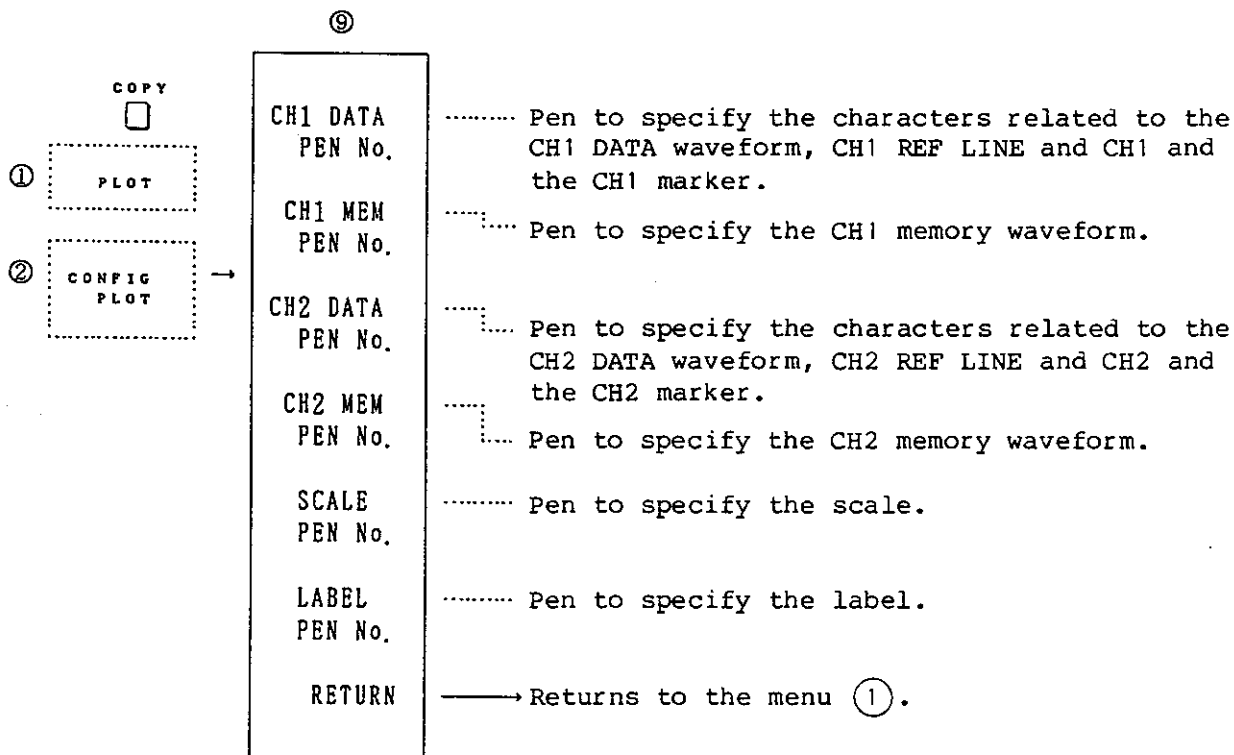 ⑨
COPY
① PLOT
② CONFIG
PLOT
→
CH1 DATA
PEN No.
Pen to specify the characters related to the
CH1 DATA waveform, CH1 REF LINE and CH1 and
the CH1 marker.
CH1 MEM
PEN No.
Pen to specify the CH1 memory waveform.
CH2 DATA
PEN No.
Pen to specify the characters related to the
CH2 DATA waveform, CH2 REF LINE and CH2 and
the CH2 marker.
CH2 MEM
PEN No.
Pen to specify the CH2 memory waveform.
SCALE
PEN No.
Pen to specify the scale.
LABEL
PEN No.
Pen to specify the label.
RETURN → Returns to the menu ①.